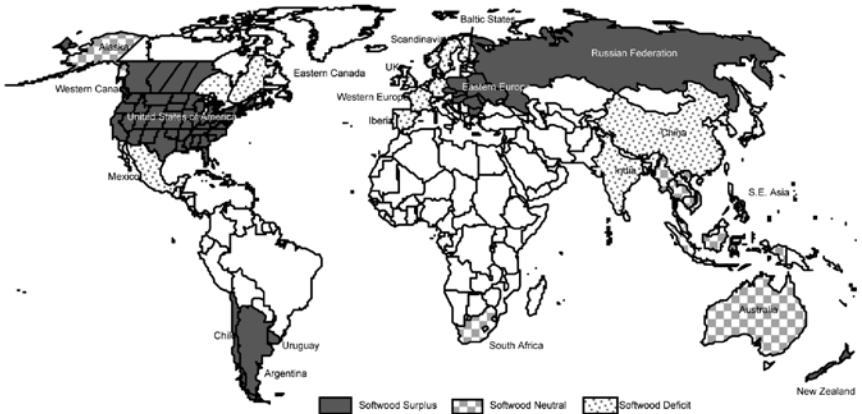 Baltic States
Scandinavia
Alaska
Russian Federation
Eastern Canada
UK
Western Canada
Eastern Europe
Western Europe
United States of America
Iberia
China
India
Mexico
S.E. Asia
Australia
Chile
Uruguay
South Africa
Argentina
New Zealand
Softwood Surplus
Softwood Neutral
Softwood Deficit